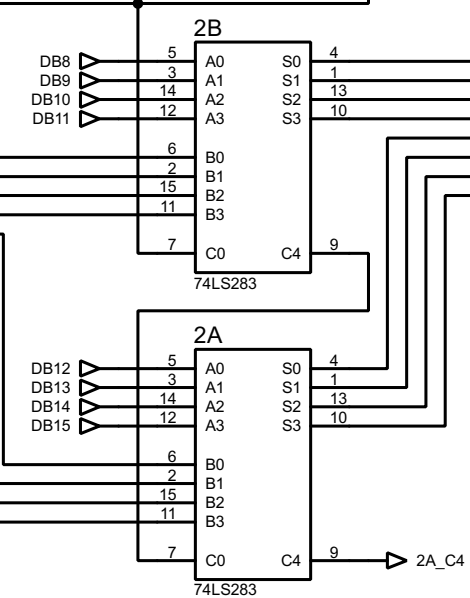 2B
DB8 5 A0 S0 4
DB9 3 A1 S1 1
DB10 14 A2 S2 13
DB11 12 A3 S3 10
6 B0
2 B1
15 B2
11 B3
7 C0 C4 9
74LS283
2A
DB12 5 A0 S0 4
DB13 3 A1 S1 1
DB14 14 A2 S2 13
DB15 12 A3 S3 10
6 B0
2 B1
15 B2
11 B3
7 C0 C4 9 2A_C4
74LS283